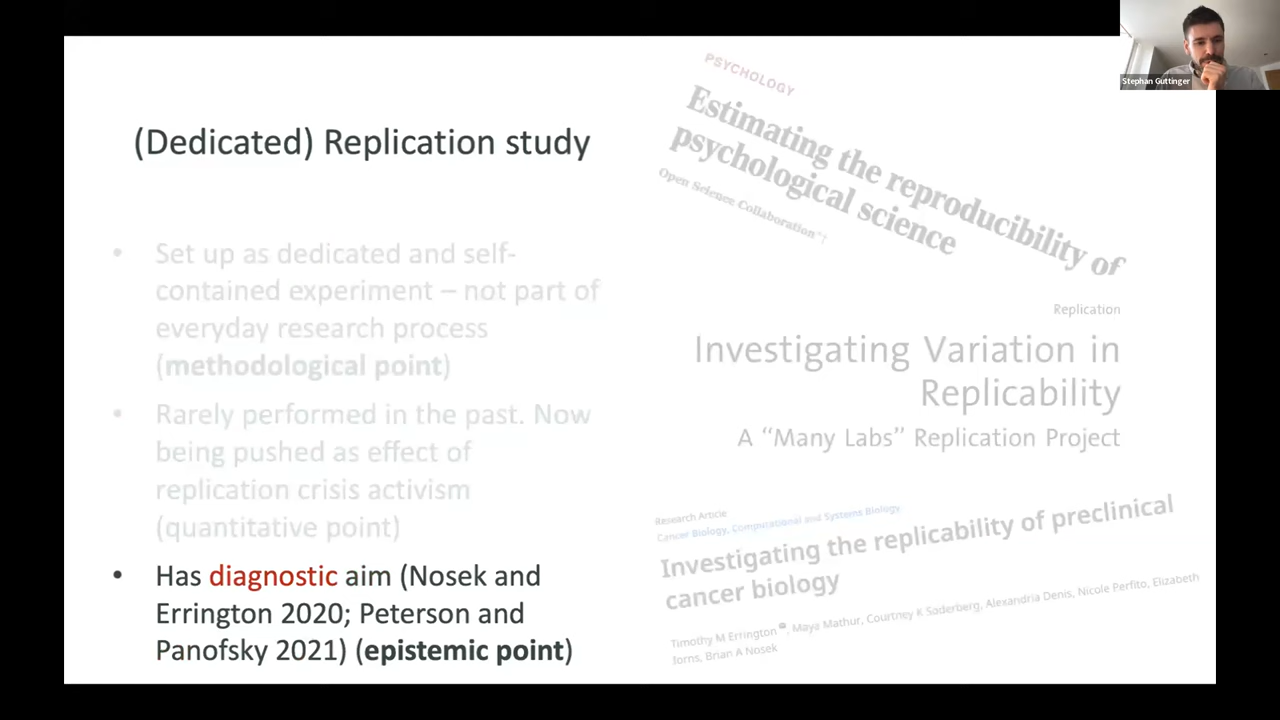 Stephan Guttinger
(Dedicated) Replication study
• Set up as dedicated and self-
contained experiment – not part of
everyday research process
(methodological point)
• Rarely performed in the past. Now
being pushed as effect of
replication crisis activism
(quantitative point)
• Has diagnostic aim (Nosek and
Errington 2020; Peterson and
Panofsky 2021) (epistemic point)
PSYCHOLOGY
Estimating the reproducibility of
psychological science
Open Science Collaboration*†
Replication
Investigating Variation in
Replicability
A “Many Labs” Replication Project
Research Article
Cancer Biology, Computational and Systems Biology
Investigating the replicability of preclinical
cancer biology
Timothy M Errington, Maya Mathur, Courtney K Soderberg, Alexandria Denis, Nicole Perfito, Elizabeth
Iorns, Brian A Nosek